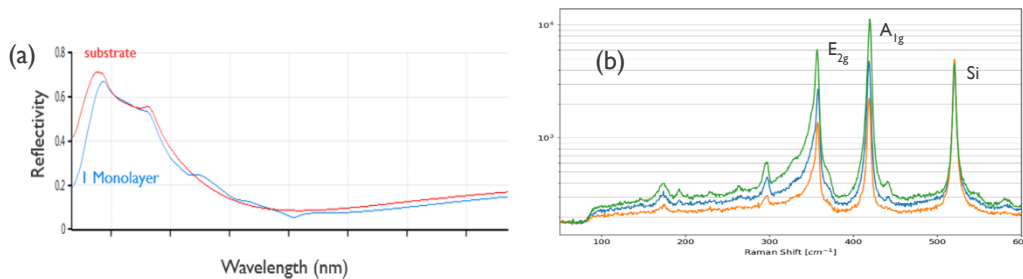 (a)
0.8
substrate
0.6
Reflectivity
0.4
0.2
1 Monolayer
0
Wavelength (nm)
(b)
10⁴
10³
E₂g
A₁g
Si
100
200
300
400
500
60
Raman Shift [cm⁻¹]